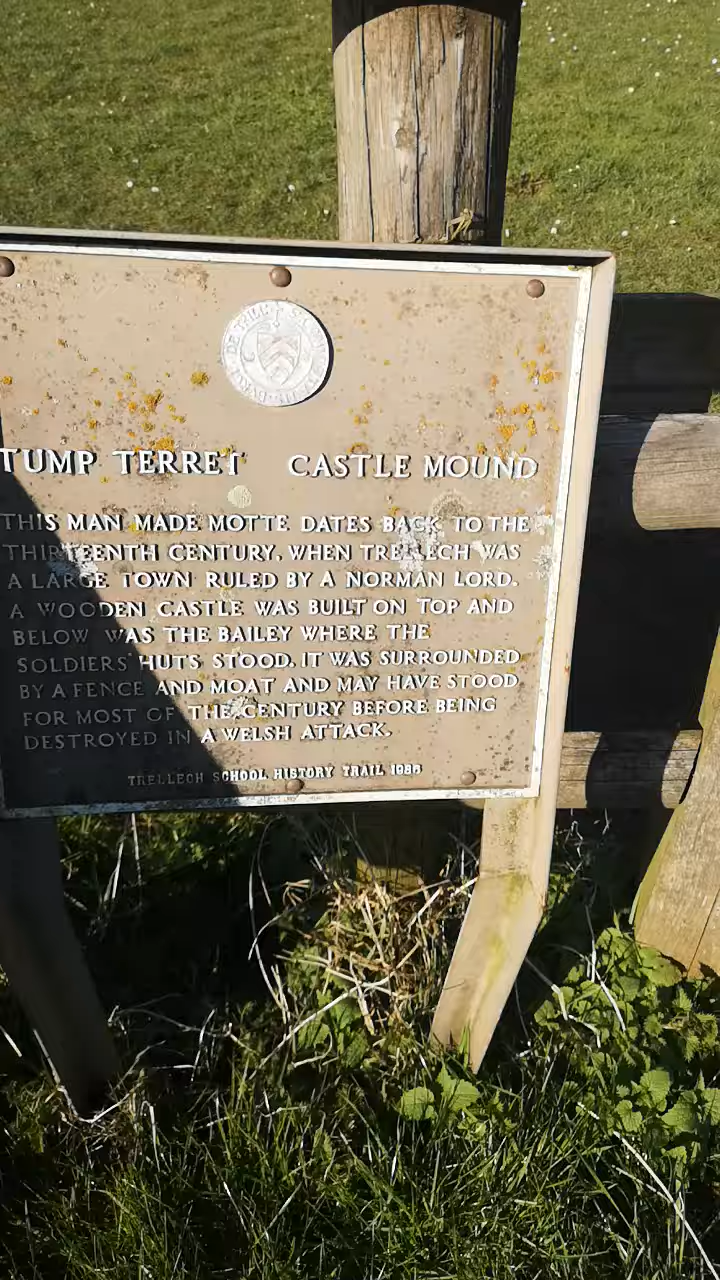 TUMP TERRET CASTLE MOUND
THIS MAN MADE MOTTE DATES BACK TO THE
THIRTEENTH CENTURY, WHEN TRELLECH WAS
A LARGE TOWN RULED BY A NORMAN LORD.
A WOODEN CASTLE WAS BUILT ON TOP AND
BELOW WAS THE BAILEY WHERE THE
SOLDIERS' HUTS STOOD. IT WAS SURROUNDED
BY A FENCE AND MOAT AND MAY HAVE STOOD
FOR MOST OF THE CENTURY BEFORE BEING
DESTROYED IN A WELSH ATTACK.
TRELLECH SCHOOL HISTORY TRAIL